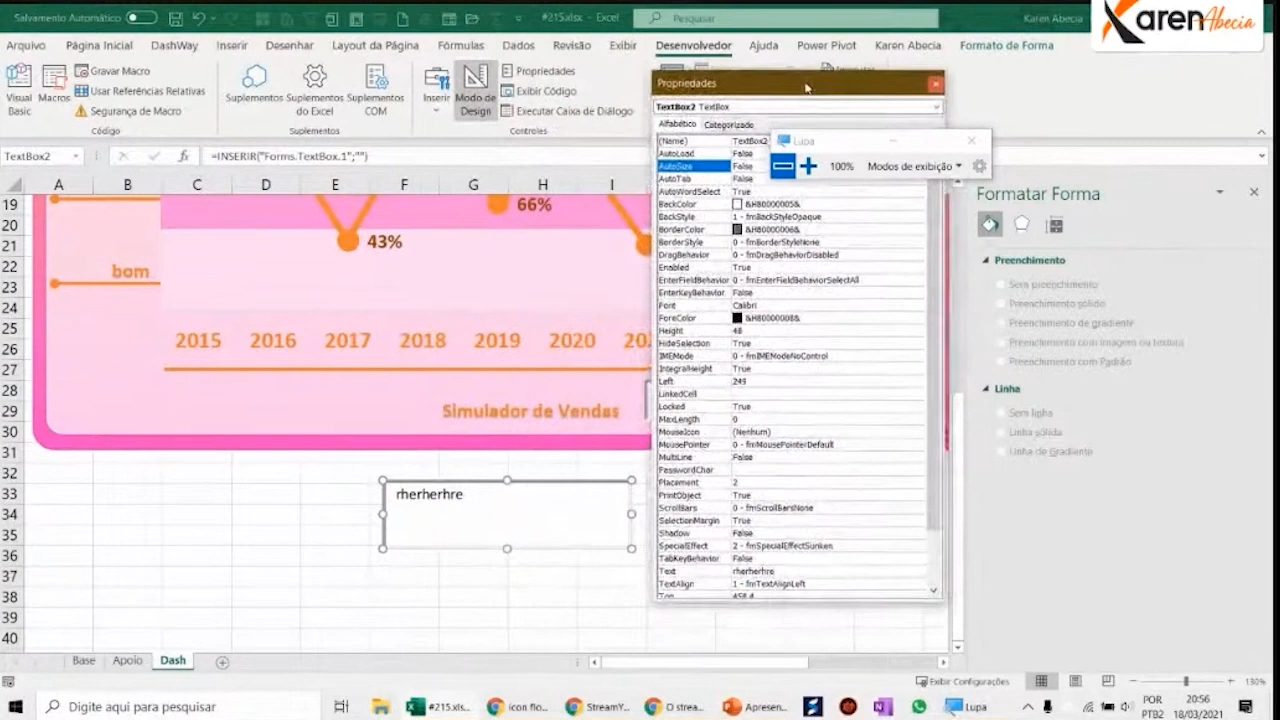 Salvamento Automático
#215.xlsx - Excel
Pesquisar
Karen Abecia
Karen Abecia
Arquivo Página Inicial DashWay Inserir Desenhar Layout da Página Fórmulas Dados Revisão Exibir Desenvolvedor Ajuda Power Pivot Karen Abecia Formato de Forma
Visual Basic
Macros
Gravar Macro
Usar Referências Relativas
Segurança de Macro
Código
Suplementos
Suplementos do Excel
Suplementos COM
Suplementos
Inserir
Modo de Design
Propriedades
Exibir Código
Executar Caixa de Diálogo
Controles
TextBox2
fx
=INSERIR("Forms.TextBox.1";"")
A B C D E F G H I
19
20
21
22
23
24
25
26
27
28
29
30
31
32
33
34
35
36
37
38
39
40
66%
43%
bom
2015 2016 2017 2018 2019 2020
Simulador de Vendas
rherherhre
Propriedades
TextBox2 TextBox
Alfabético Categorizado
(Name) TextBox2
AutoLoad False
AutoSize False
AutoTab False
AutoWordSelect True
BackColor &H80000005&
BackStyle 1 - fmBackStyleOpaque
BorderColor &H80000006&
BorderStyle 0 - fmBorderStyleNone
DragBehavior 0 - fmDragBehaviorDisabled
Enabled True
EnterFieldBehavior 0 - fmEnterFieldBehaviorSelectAll
EnterKeyBehavior False
Font Calibri
ForeColor &H80000008&
Height 48
HideSelection True
IMEMode 0 - fmIMEModeNoControl
IntegralHeight True
Left 249
LinkedCell
Locked True
MaxLength 0
MouseIcon (Nenhum)
MousePointer 0 - fmMousePointerDefault
MultiLine False
PasswordChar
Placement 2
PrintObject True
ScrollBars 0 - fmScrollBarsNone
SelectionMargin True
Shadow False
SpecialEffect 2 - fmSpecialEffectSunken
TabKeyBehavior False
Text rherherhre
TextAlign 1 - fmTextAlignLeft
Top 458,4
Lupa
100% Modos de exibição
Formatar Forma
Preenchimento
Sem preenchimento
Preenchimento sólido
Preenchimento de gradiente
Preenchimento com imagem ou textura
Preenchimento com Padrão
Linha
Sem linha
Linha sólida
Linha de Gradiente
Base Apoio Dash
Exibir Configurações
130%
Digite aqui para pesquisar
#215.xls...
icon flo...
StreamY...
O strea...
Apresen...
Lupa
POR
PTB2
20:56
18/03/2021